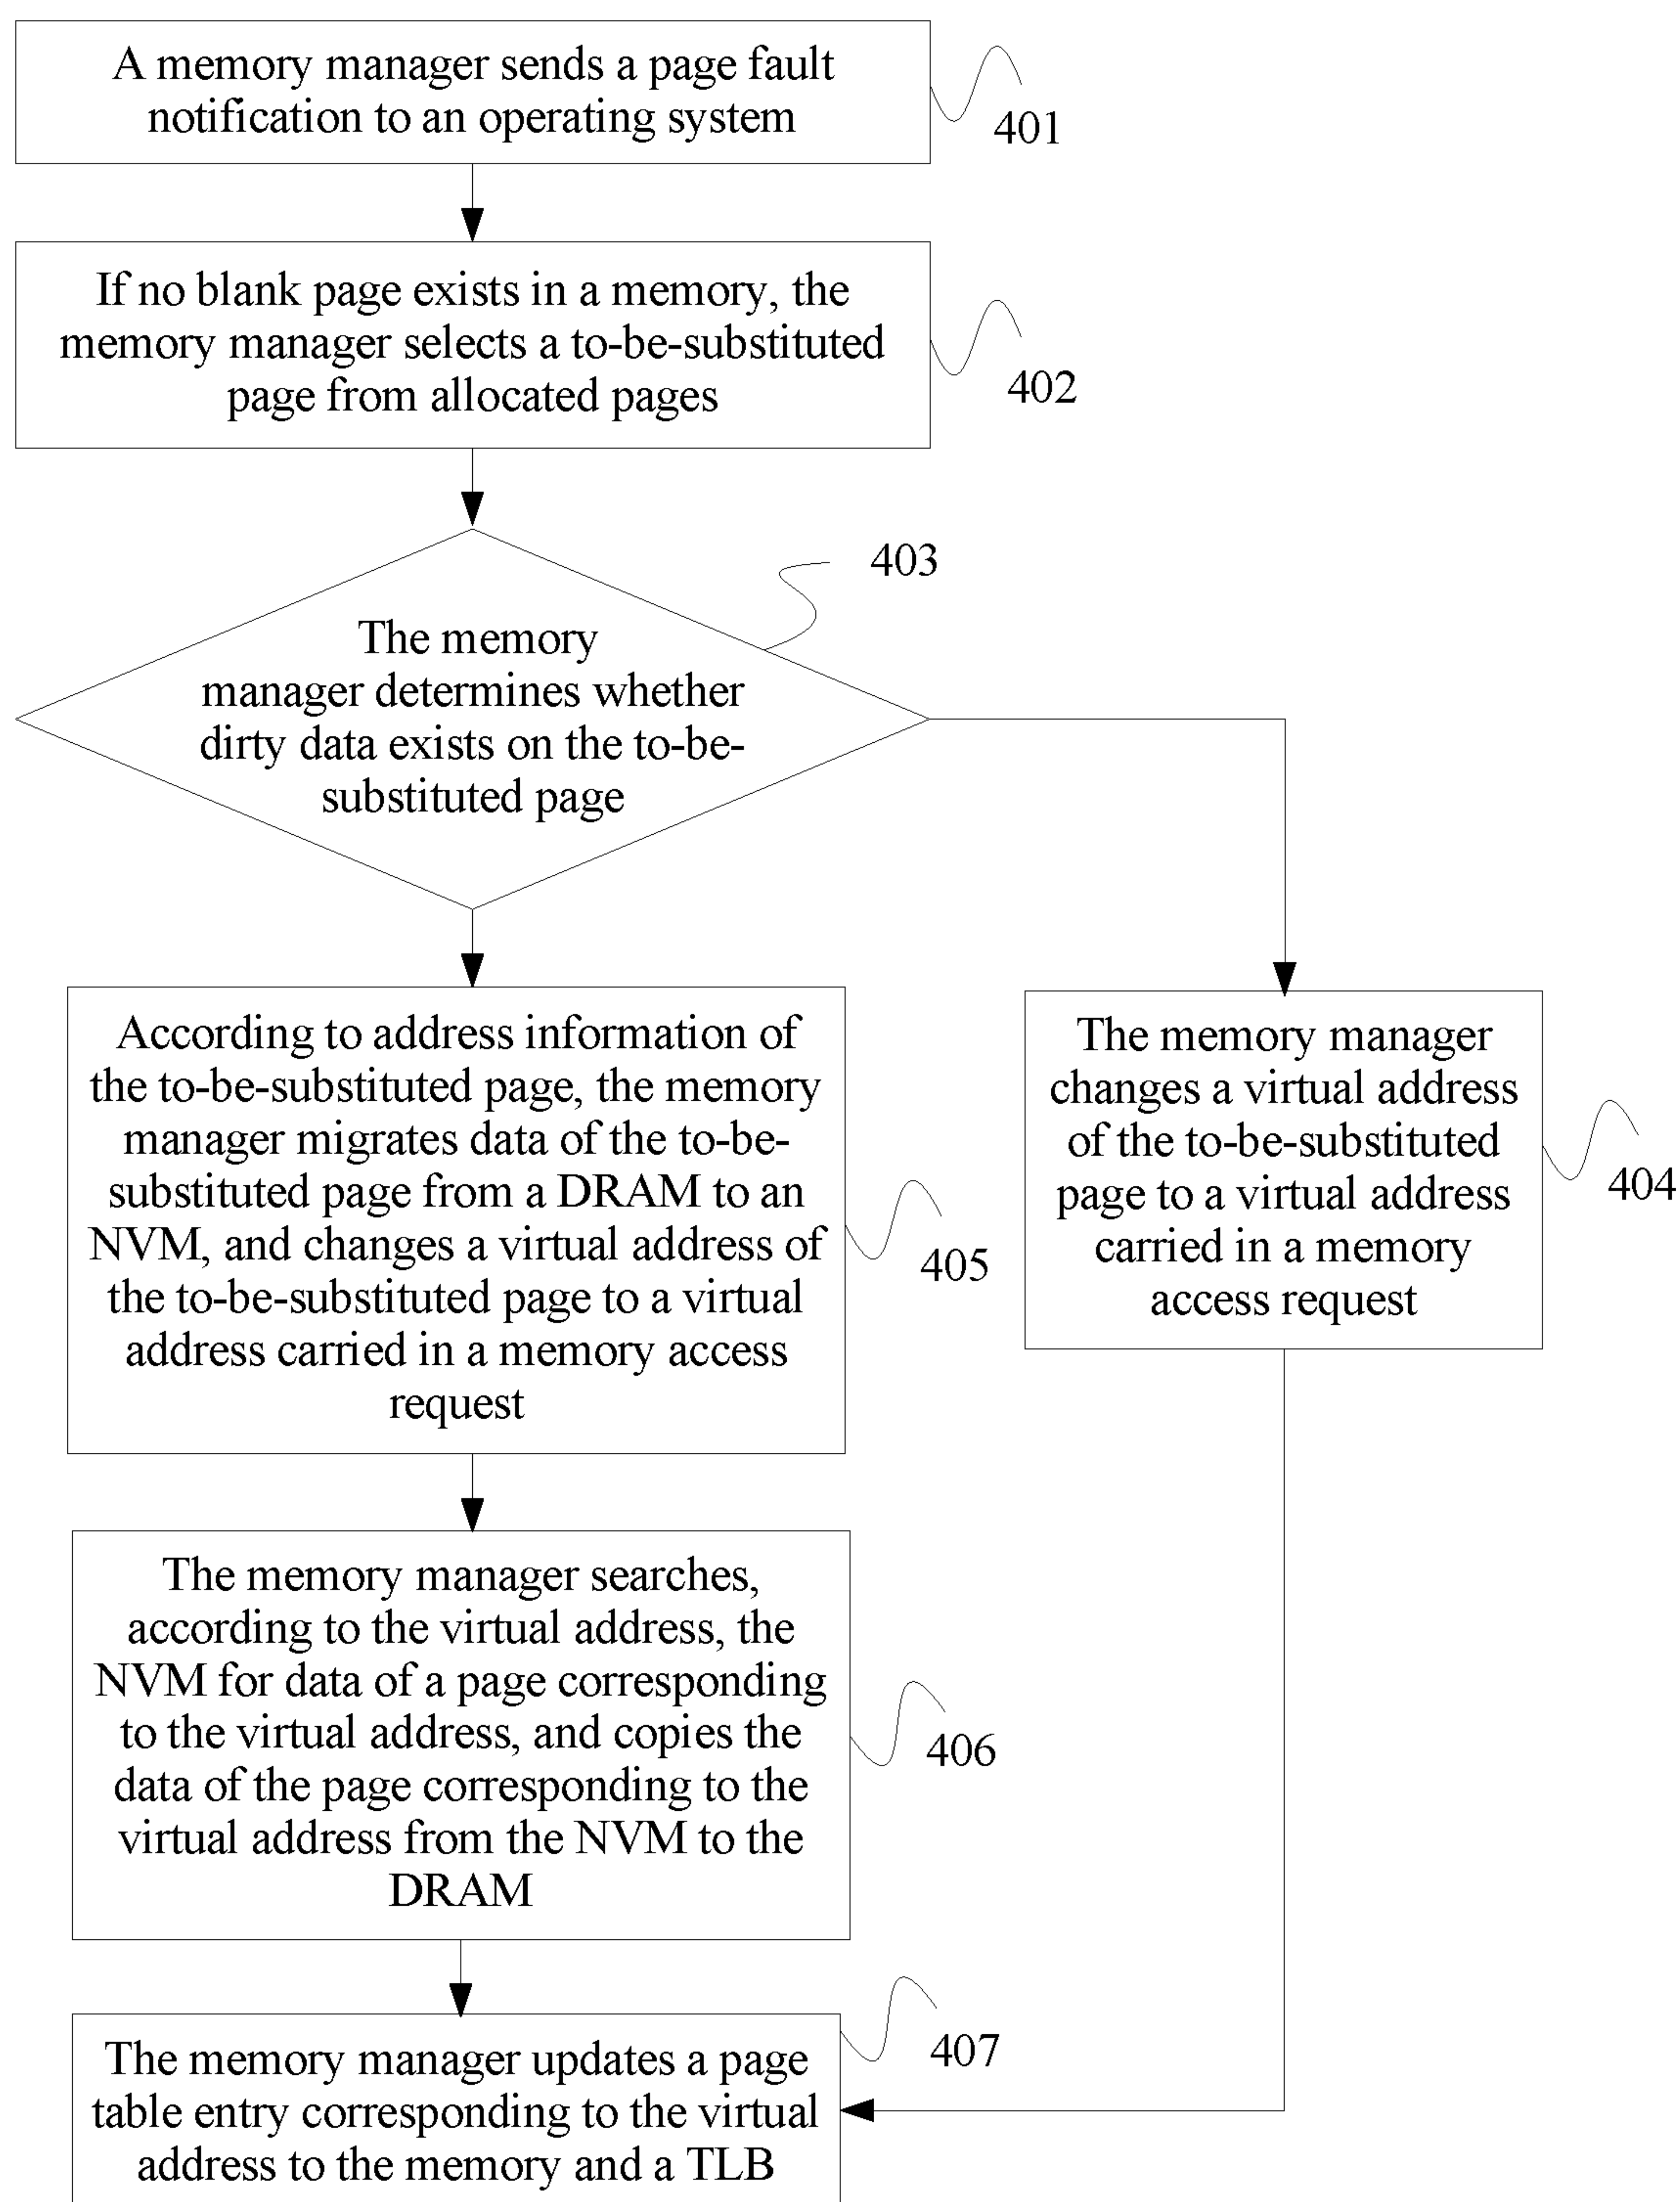 A memory manager sends a page fault
notification to an operating system
401
If no blank page exists in a memory, the
memory manager selects a to-be-substituted
page from allocated pages
402
403
The memory
manager determines whether
dirty data exists on the to-be-
substituted page
According to address information of
the to-be-substituted page, the memory
manager migrates data of the to-be-
substituted page from a DRAM to an
NVM, and changes a virtual address of
the to-be-substituted page to a virtual
address carried in a memory access
request
405
The memory manager
changes a virtual address
of the to-be-substituted
page to a virtual address
carried in a memory
access request
404
The memory manager searches,
according to the virtual address, the
NVM for data of a page corresponding
to the virtual address, and copies the
data of the page corresponding to the
virtual address from the NVM to the
DRAM
406
The memory manager updates a page
table entry corresponding to the virtual
address to the memory and a TLB
407